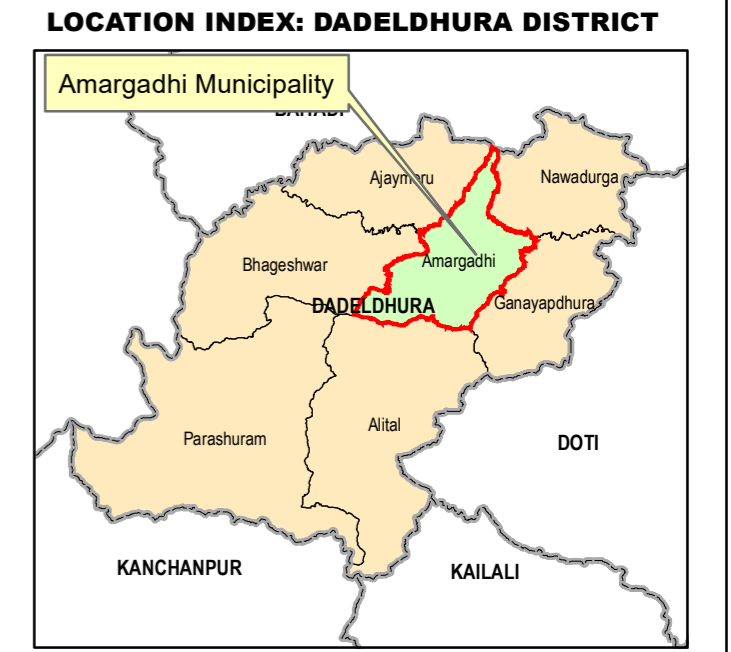 LOCATION INDEX: DADELDHURA DISTRICT
Amargadhi Municipality
Nawadurga
Bhageshwar
Amargadhi
DADELDHURA
Ganayapdhura
Parashuram
Alital
DOTI
KANCHANPUR
KAILALI